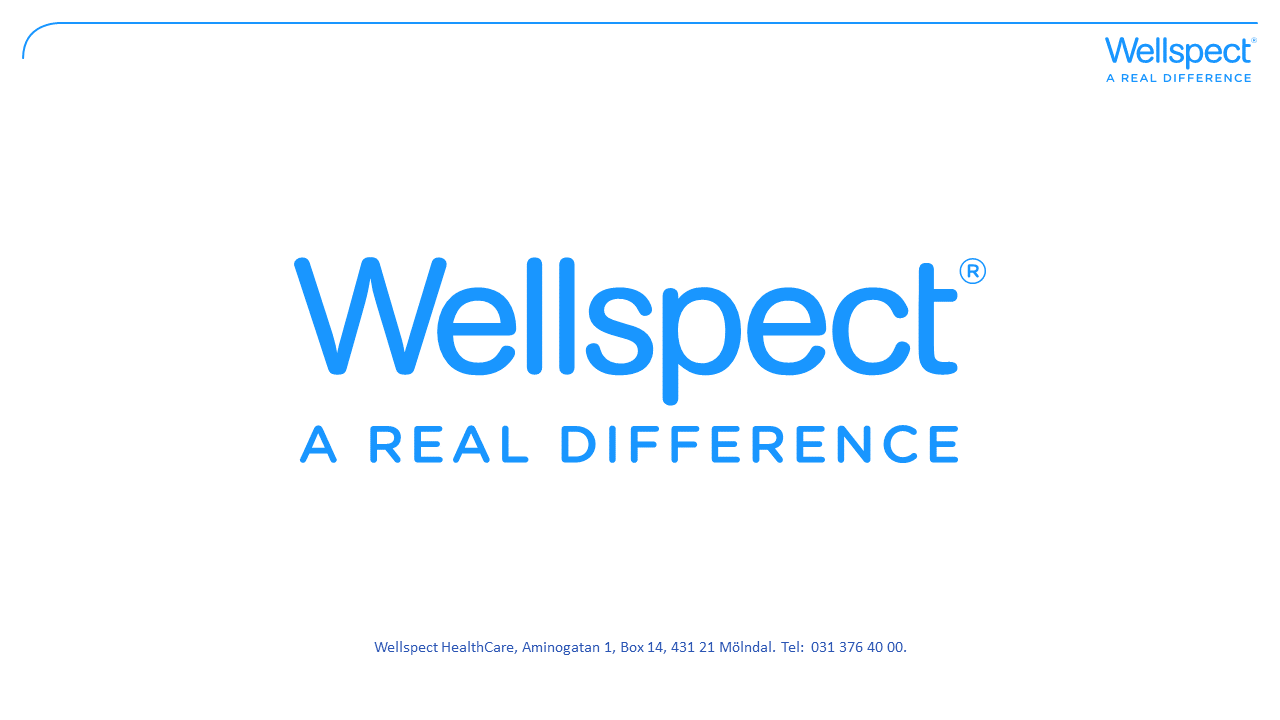 Wellspect®
A REAL DIFFERENCE
Wellspect®
A REAL DIFFERENCE
Wellspect HealthCare, Aminogatan 1, Box 14, 431 21 Mölndal. Tel: 031 376 40 00.